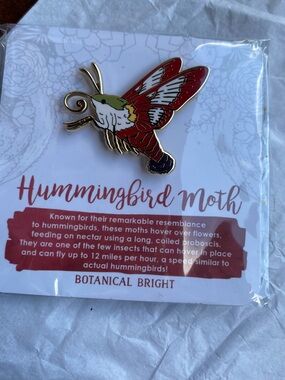 Hummingbird Moth
Known for their remarkable resemblance
to hummingbirds, these moths hover over flowers,
feeding on nectar using a long, coiled proboscis.
They are one of the few insects that can hover in place
and can fly up to 12 miles per hour, a speed similar to
actual hummingbirds!
BOTANICAL BRIGHT